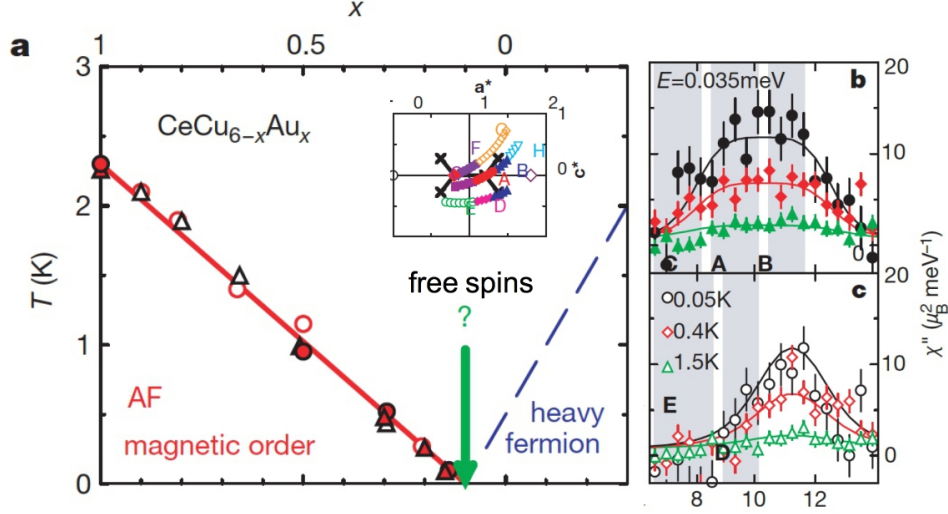 x
a
1 0.5 0
3
2
1
0
T (K)
CeCu6–xAux
a*
0 1 2
1
0
c*
F
H
G
A
B
E
D
free spins
?
AF
magnetic order
heavy
fermion
b
E=0.035meV
20
10
0
C A B
c
0.05K
0.4K
1.5K
E
D
20
10
0
χ'' (μB² meV–1)
8 10 12